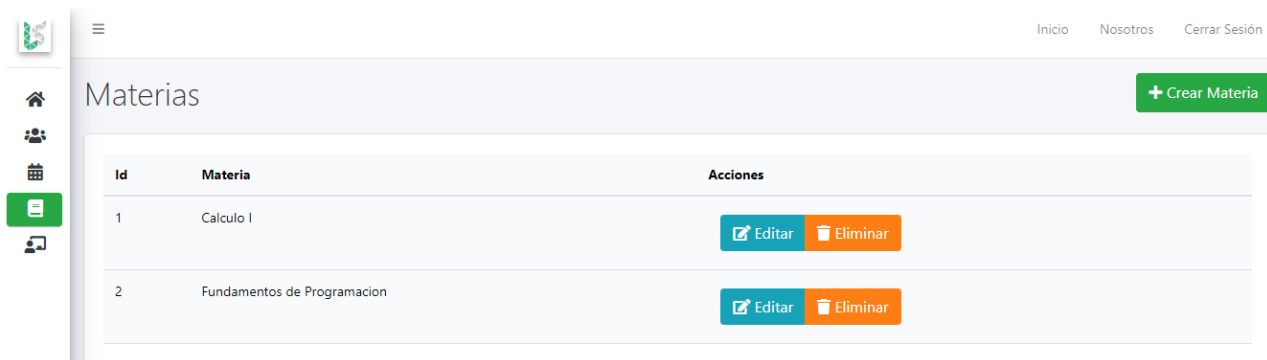 Inicio Nosotros Cerrar Sesión
Materias
Crear Materia
Id Materia Acciones
1 Calculo I Editar Eliminar
2 Fundamentos de Programacion Editar Eliminar